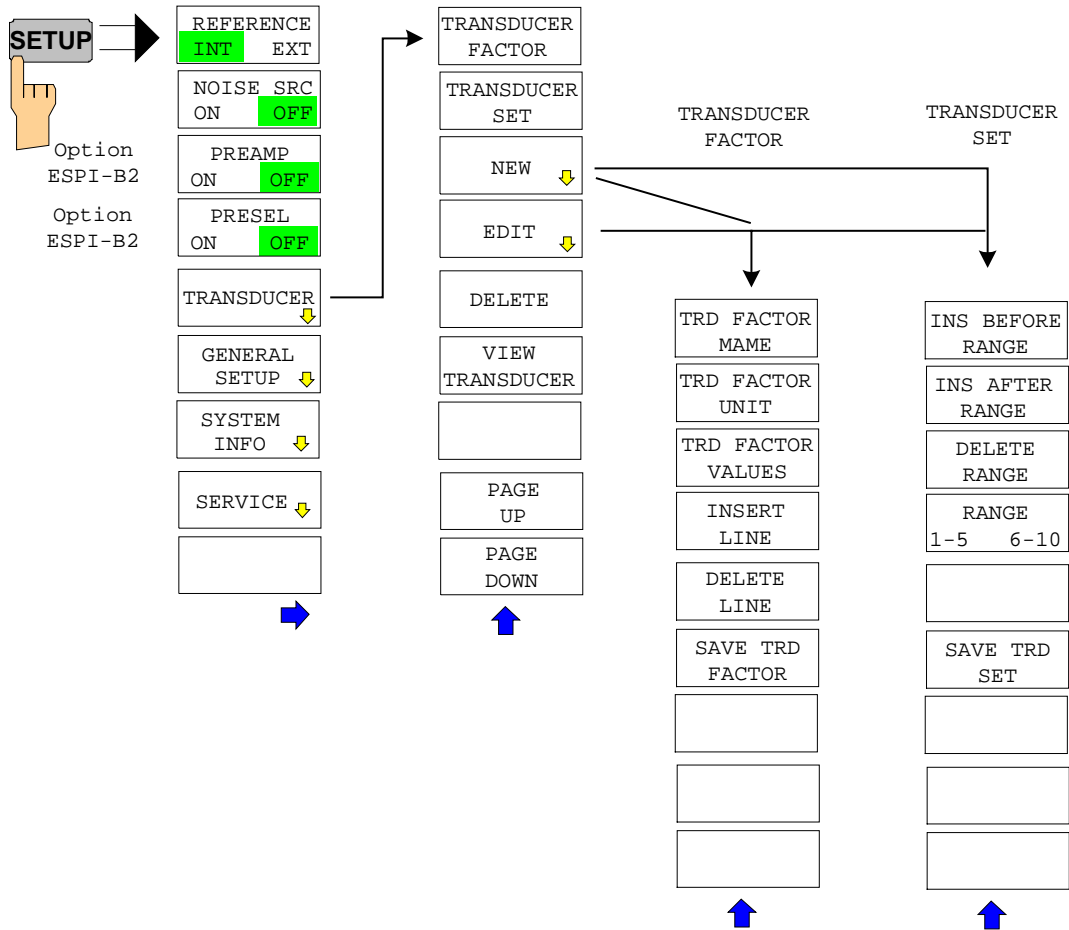 SETUP
Option
ESPI-B2
Option
ESPI-B2
REFERENCE
INT EXT
NOISE SRC
ON OFF
PREAMP
ON OFF
PRESEL
ON OFF
TRANSDUCER
GENERAL
SETUP
SYSTEM
INFO
SERVICE
TRANSDUCER
FACTOR
TRANSDUCER
SET
NEW
EDIT
DELETE
VIEW
TRANSDUCER
PAGE
UP
PAGE
DOWN
TRANSDUCER
FACTOR
TRD FACTOR
MAME
TRD FACTOR
UNIT
TRD FACTOR
VALUES
INSERT
LINE
DELETE
LINE
SAVE TRD
FACTOR
TRANSDUCER
SET
INS BEFORE
RANGE
INS AFTER
RANGE
DELETE
RANGE
RANGE
1-5 6-10
SAVE TRD
SET